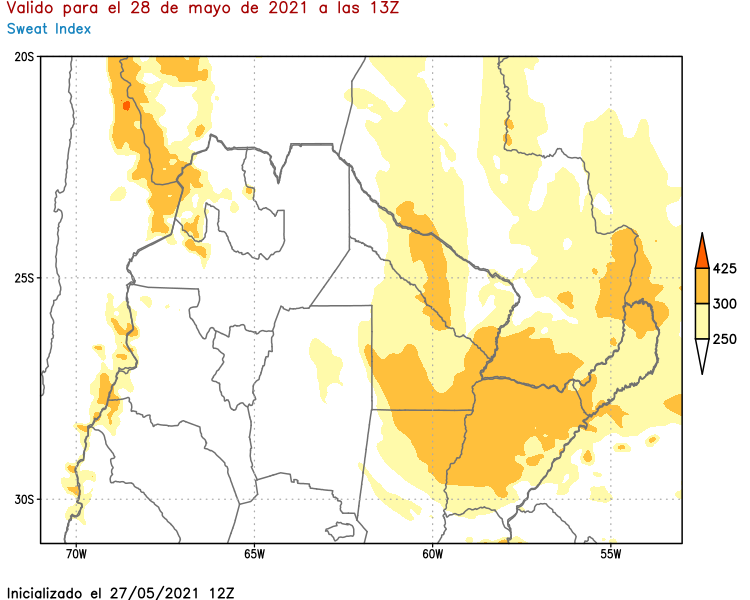 Valido para el 28 de mayo de 2021 a las 13Z
Sweat Index
20S
25S
30S
70W
65W
60W
55W
425
300
250
Inicializado el 27/05/2021 12Z